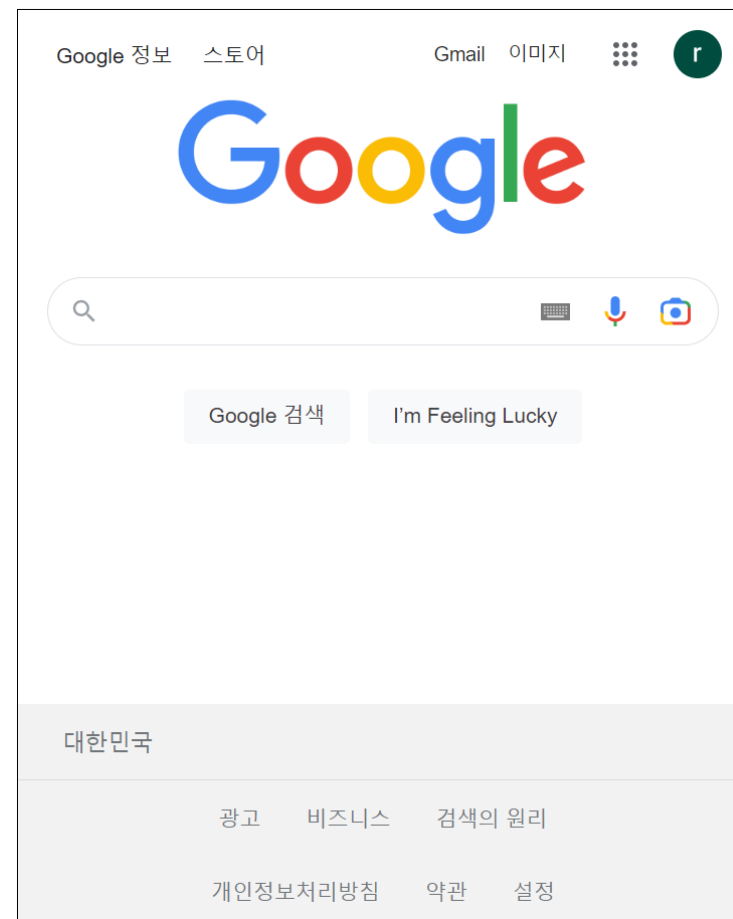 Google 정보 스토어 Gmail 이미지 r
Google
Google 검색 I'm Feeling Lucky
대한민국
광고 비즈니스 검색의 원리
개인정보처리방침 약관 설정